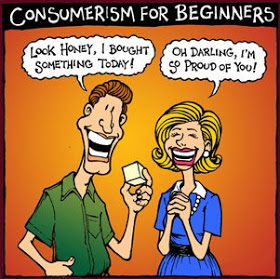 CONSUMERISM FOR BEGINNERS
LOOK HONEY, I BOUGHT
SOMETHING TODAY!
OH DARLING, I'M
SO PROUD OF YOU!